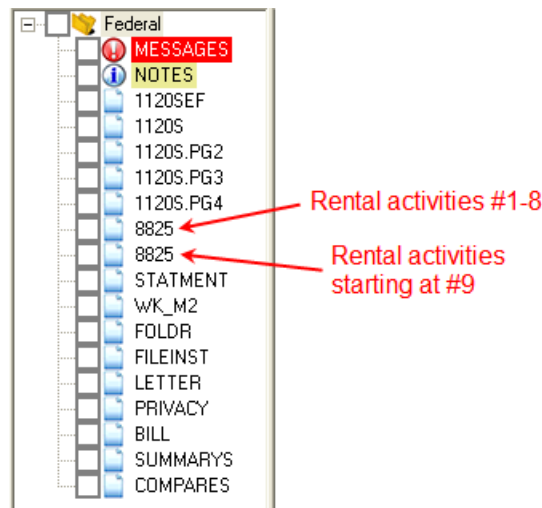 Federal
MESSAGES
NOTES
1120SEF
1120S
1120S.PG2
1120S.PG3
1120S.PG4
8825
8825
STATMENT
WK_M2
FOLDR
FILEINST
LETTER
PRIVACY
BILL
SUMMARYS
COMPARES
Rental activities #1-8
Rental activities
starting at #9